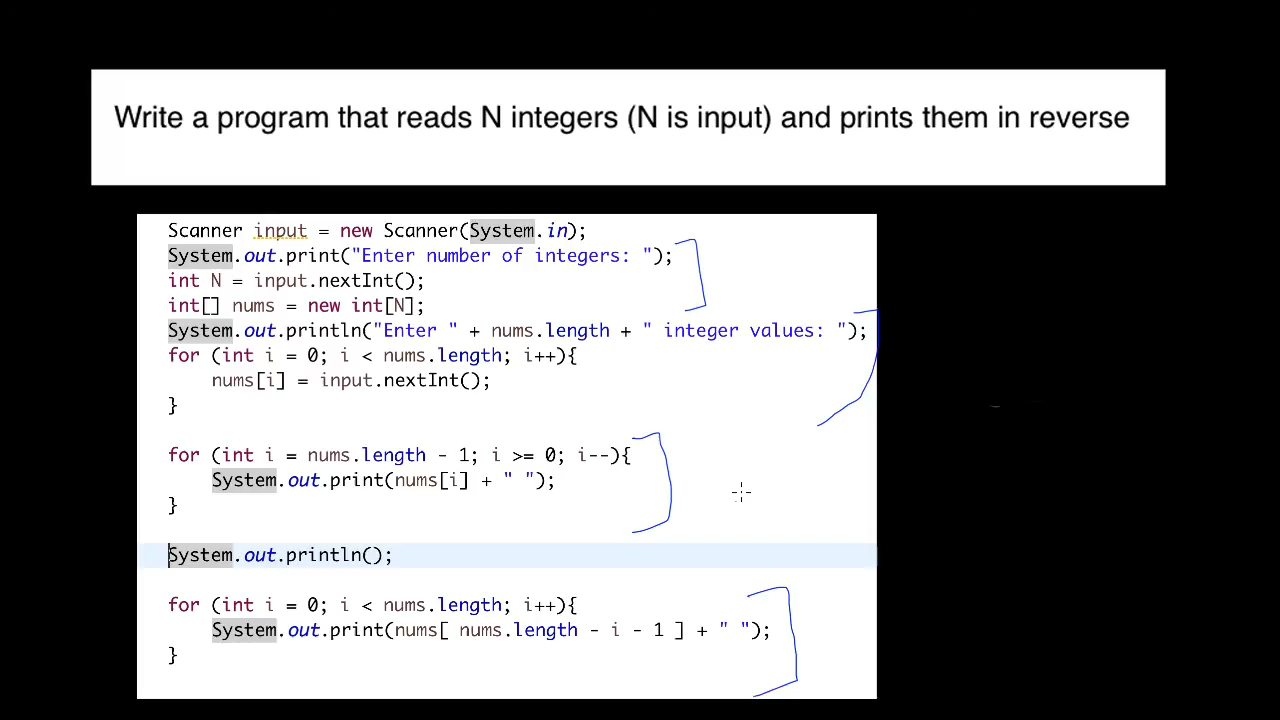 Write a program that reads N integers (N is input) and prints them in reverse
Scanner input = new Scanner(System.in);
System.out.print("Enter number of integers: ");
int N = input.nextInt();
int[] nums = new int[N];
System.out.println("Enter " + nums.length + " integer values: ");
for (int i = 0; i < nums.length; i++){
    nums[i] = input.nextInt();
}
for (int i = nums.length - 1; i >= 0; i--){
    System.out.print(nums[i] + " ");
}
System.out.println();
for (int i = 0; i < nums.length; i++){
    System.out.print(nums[ nums.length - i - 1 ] + " ");
}